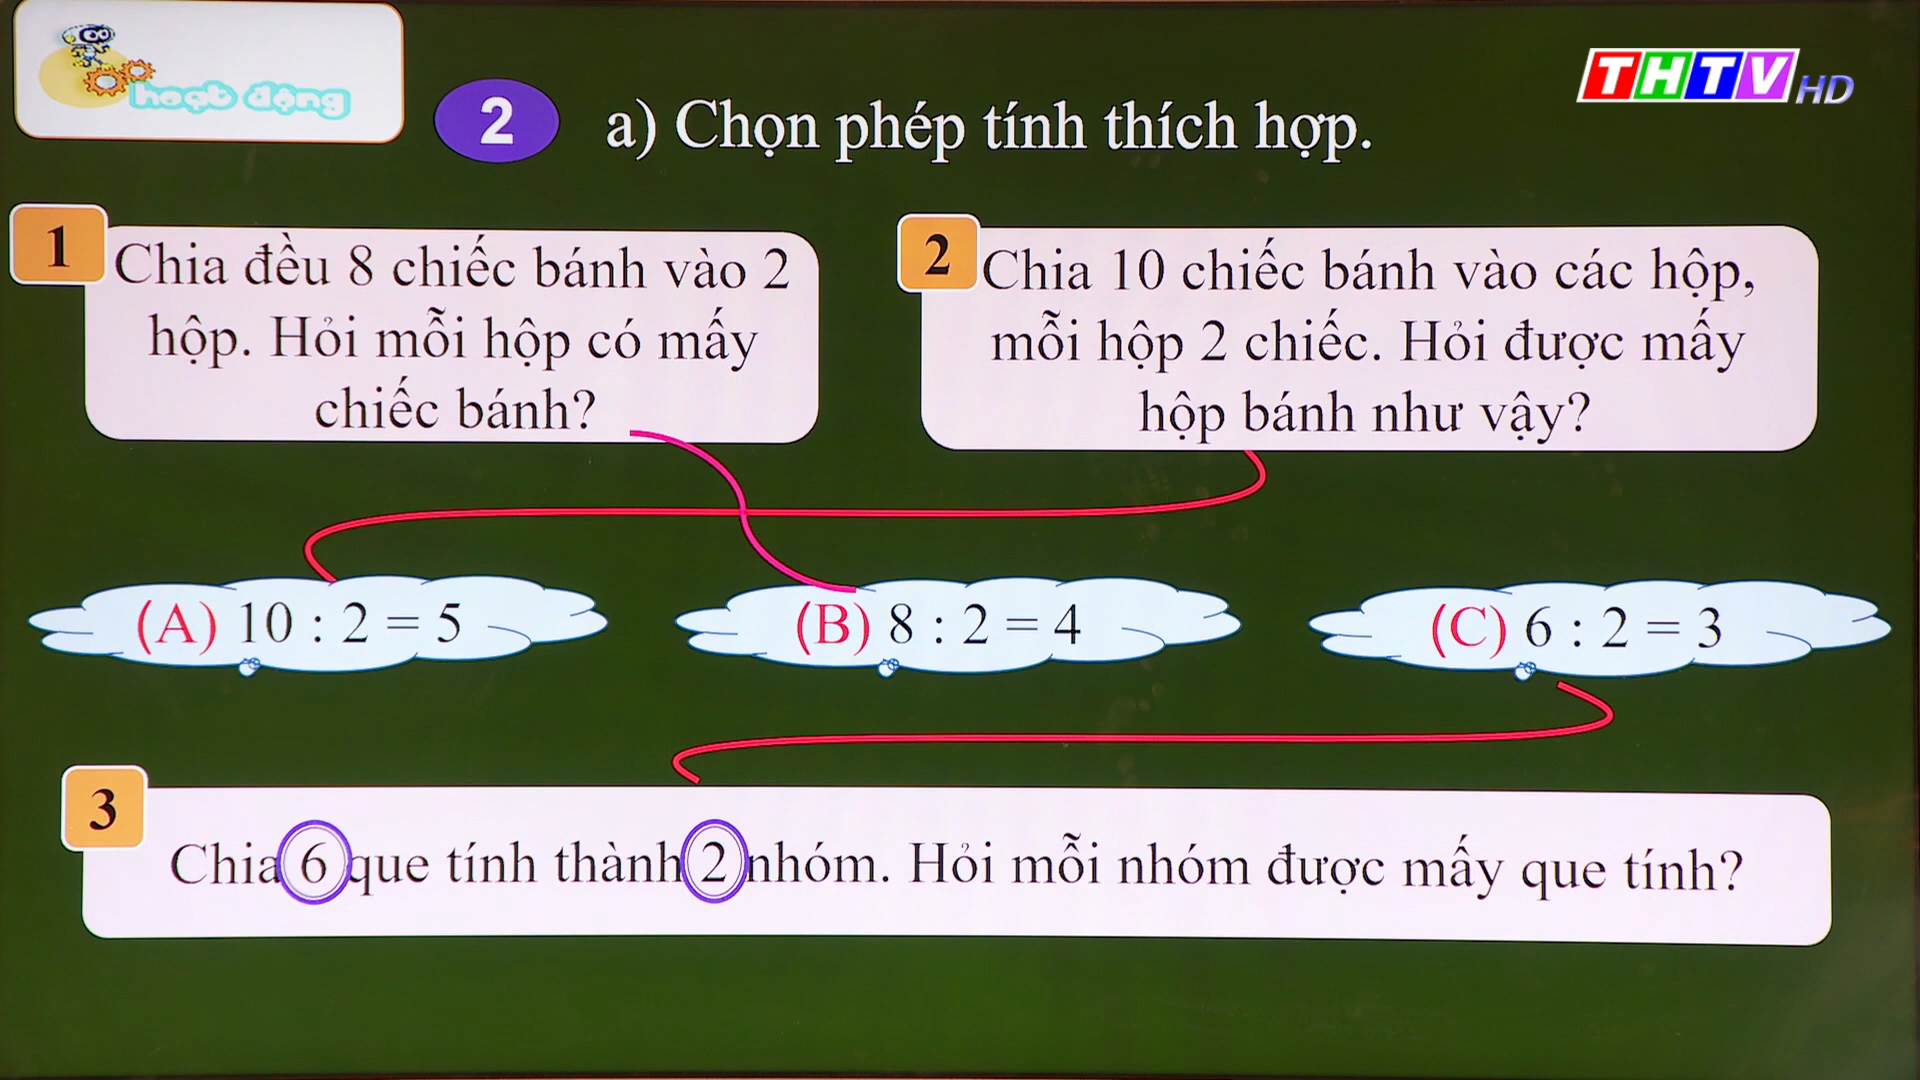 hoạt động
THTV HD
2 a) Chọn phép tính thích hợp.
1
Chia đều 8 chiếc bánh vào 2
hộp. Hỏi mỗi hộp có mấy
chiếc bánh?
2
Chia 10 chiếc bánh vào các hộp,
mỗi hộp 2 chiếc. Hỏi được mấy
hộp bánh như vậy?
(A) 10 : 2 = 5
(B) 8 : 2 = 4
(C) 6 : 2 = 3
3
Chia 6 que tính thành 2 nhóm. Hỏi mỗi nhóm được mấy que tính?